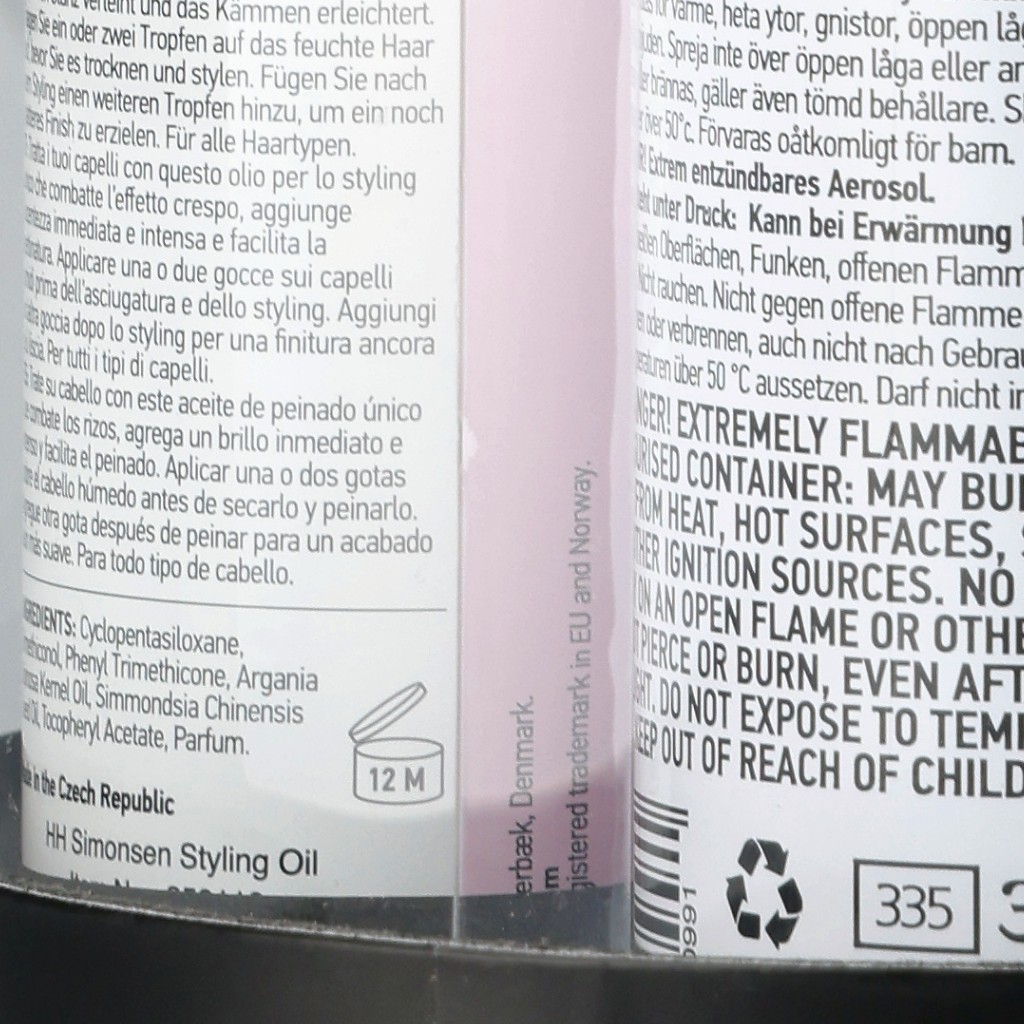 und das Kämmen erleichtert.
Sie ein oder zwei Tropfen auf das feuchte Haar
Sie es trocknen und stylen. Fügen Sie nach
Styling einen weiteren Tropfen hinzu, um ein noch
Finish zu erzielen. Für alle Haartypen.
i tuoi capelli con questo olio per lo styling
che combatte l'effetto crespo, aggiunge
immediata e intensa e facilita la
Applicare una o due gocce sui capelli
prima dell'asciugatura e dello styling. Aggiungi
goccia dopo lo styling per una finitura ancora
Per tutti i tipi di capelli.
su cabello con este aceite de peinado único
los rizos, agrega un brillo inmediato e
y facilita el peinado. Aplicar una o dos gotas
el cabello húmedo antes de secarlo y peinarlo.
otra gota después de peinar para un acabado
más suave. Para todo tipo de cabello.
Cyclopentasiloxane,
Phenyl Trimethicone, Argania
Kernel Oil, Simmondsia Chinensis
Oil, Tocopheryl Acetate, Parfum.
12 M
in the Czech Republic
HH Simonsen Styling Oil
Denmark.
trademark in EU and Norway.
värme, heta ytor, gnistor, öppen
Spreja inte över öppen låga eller
brännas, gäller även tömd behållare.
över 50°c. Förvaras oåtkomligt för barn.
Extrem entzündbares Aerosol.
unter Druck: Kann bei Erwärmung
Oberflächen, Funken, offenen
Nicht rauchen. Nicht gegen offene Flamme
oder verbrennen, auch nicht nach
über 50 °C aussetzen. Darf nicht
EXTREMELY
CONTAINER: MAY
FROM HEAT, HOT SURFACES,
IGNITION SOURCES. NO
ON AN OPEN FLAME OR
PIERCE OR BURN, EVEN
DO NOT EXPOSE TO
KEEP OUT OF REACH OF
9991
335